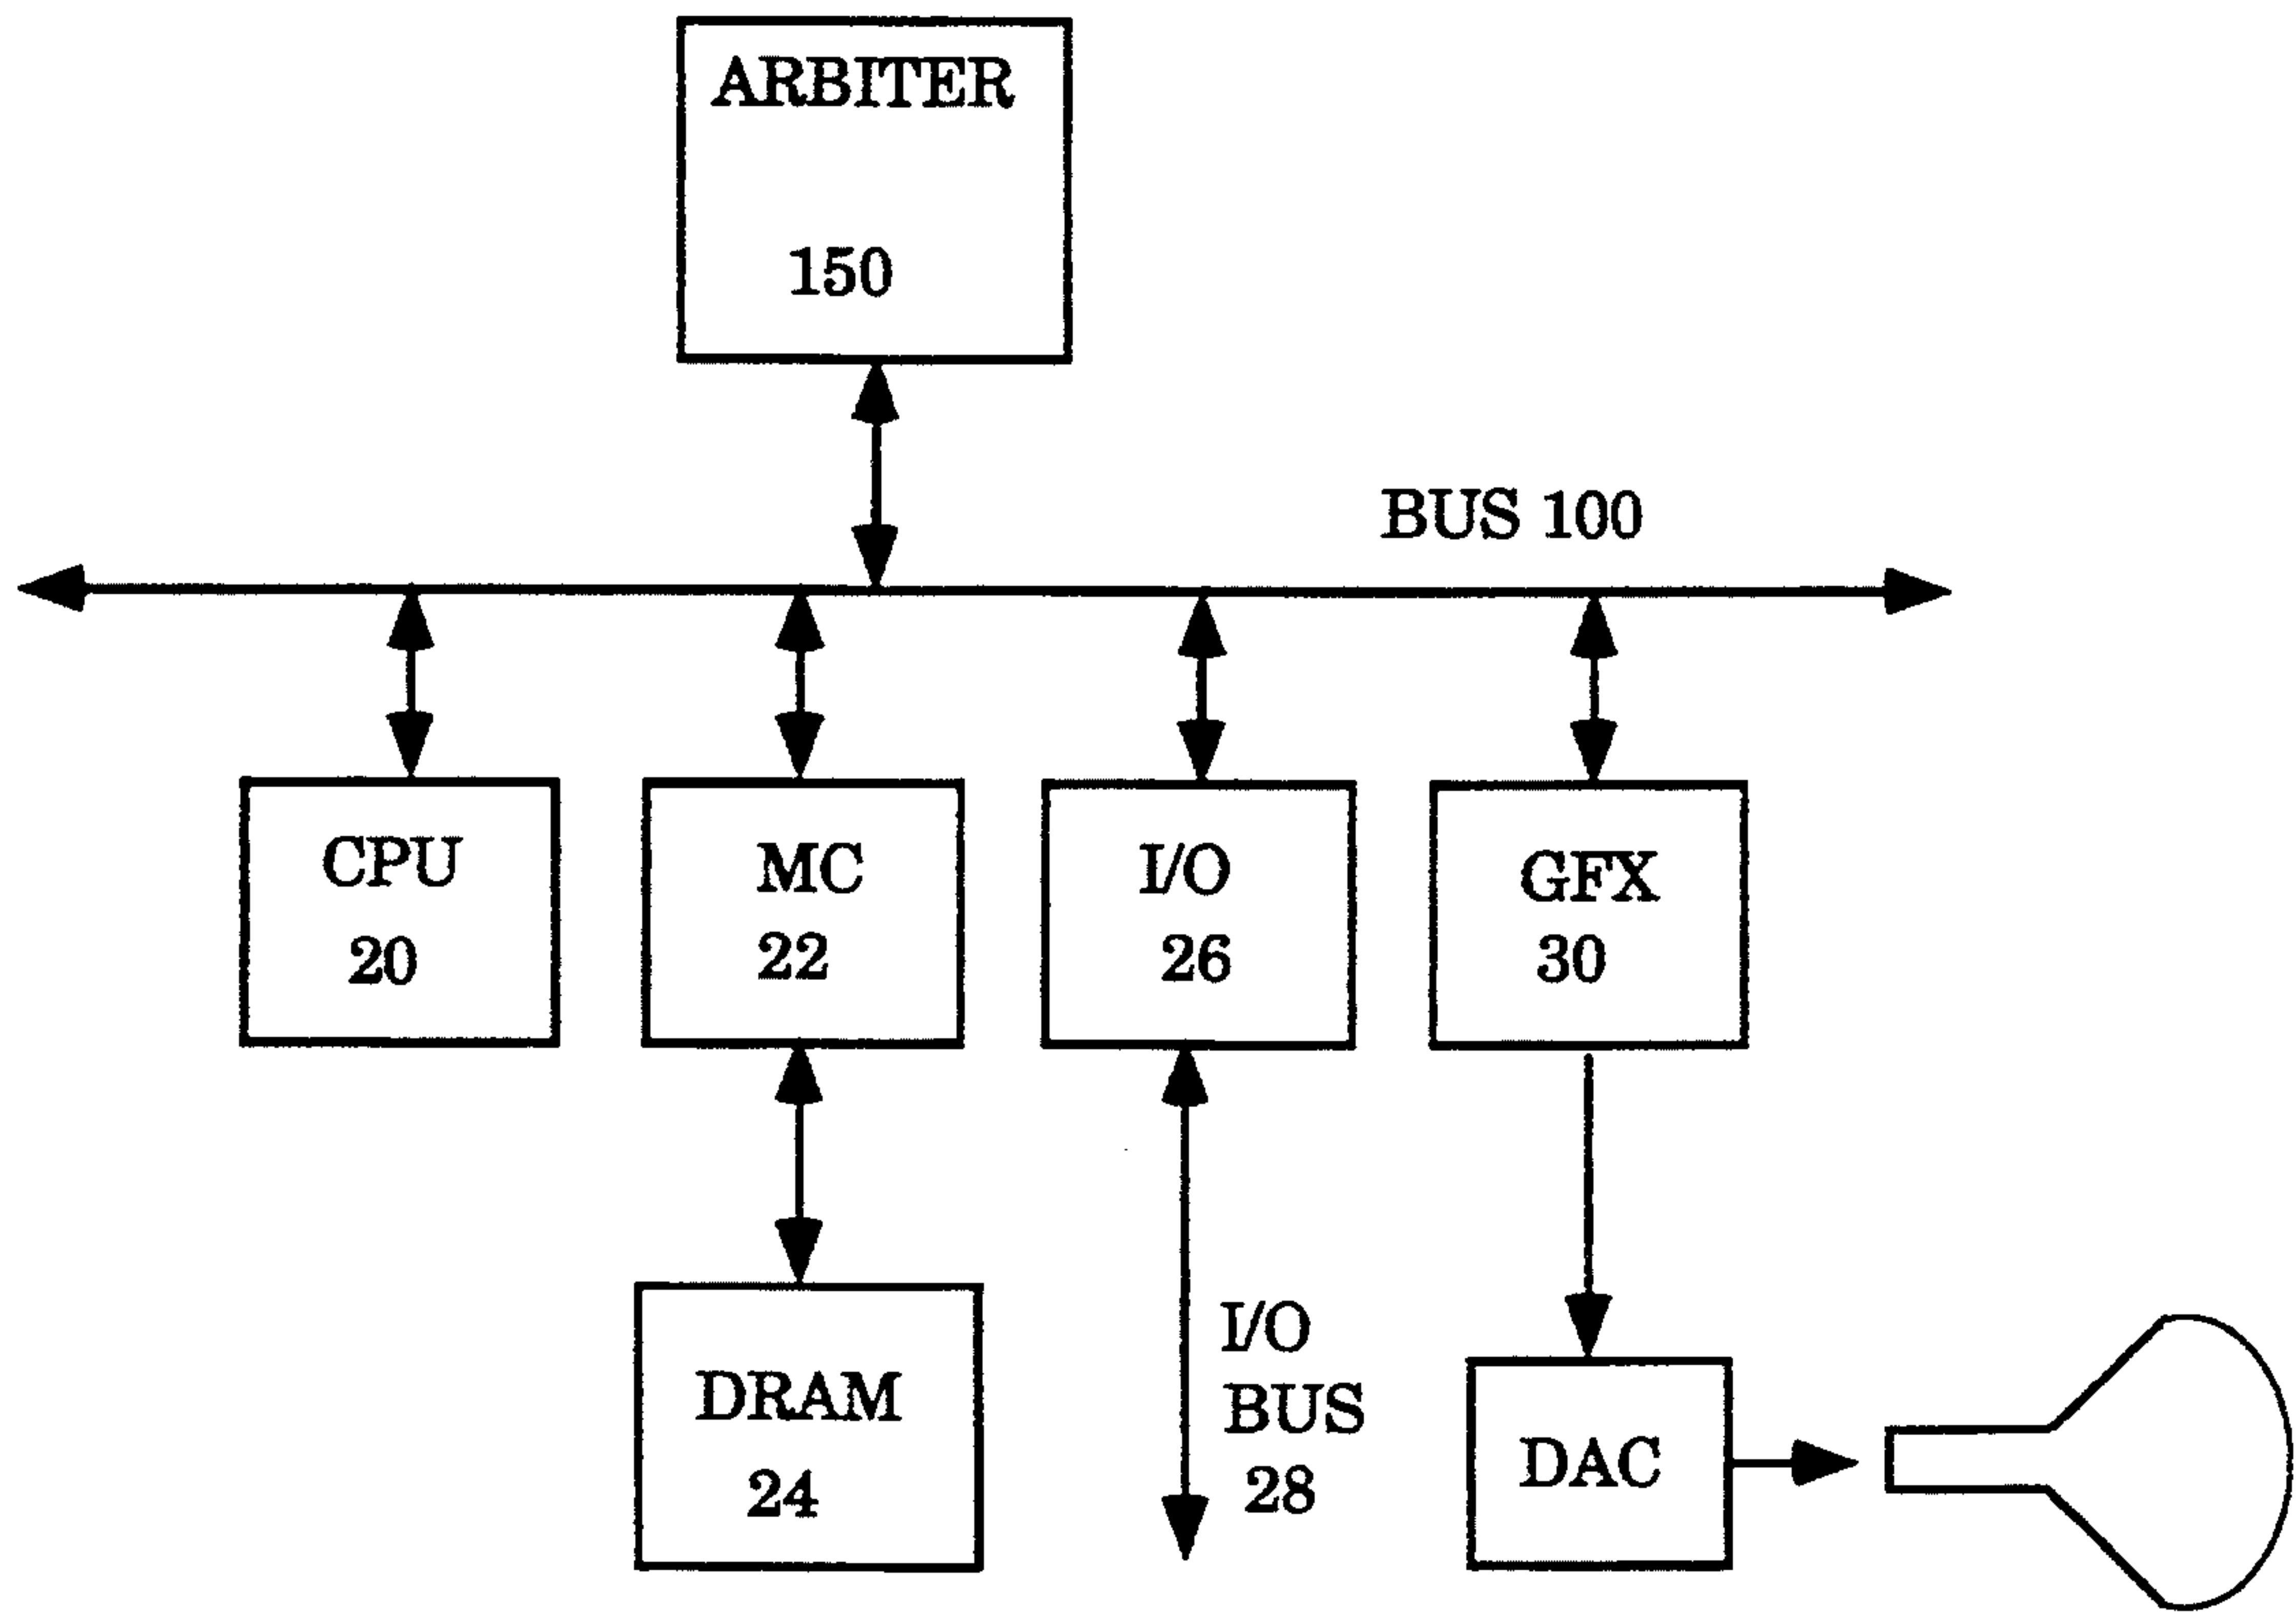 ARBITER
150
BUS 100
CPU
20
MC
22
I/O
26
GFX
30
DRAM
24
I/O
BUS
28
DAC